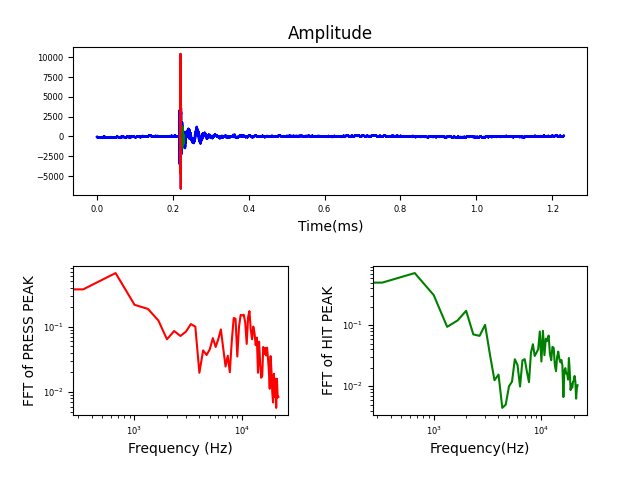 Amplitude
10000
7500
5000
2500
0
−2500
−5000
0.0 0.2 0.4 0.6 0.8 1.0 1.2
Time(ms)
FFT of PRESS PEAK
10⁻¹
10⁻²
10³ 10⁴
Frequency (Hz)
FFT of HIT PEAK
10⁻¹
10⁻²
10³ 10⁴
Frequency(Hz)